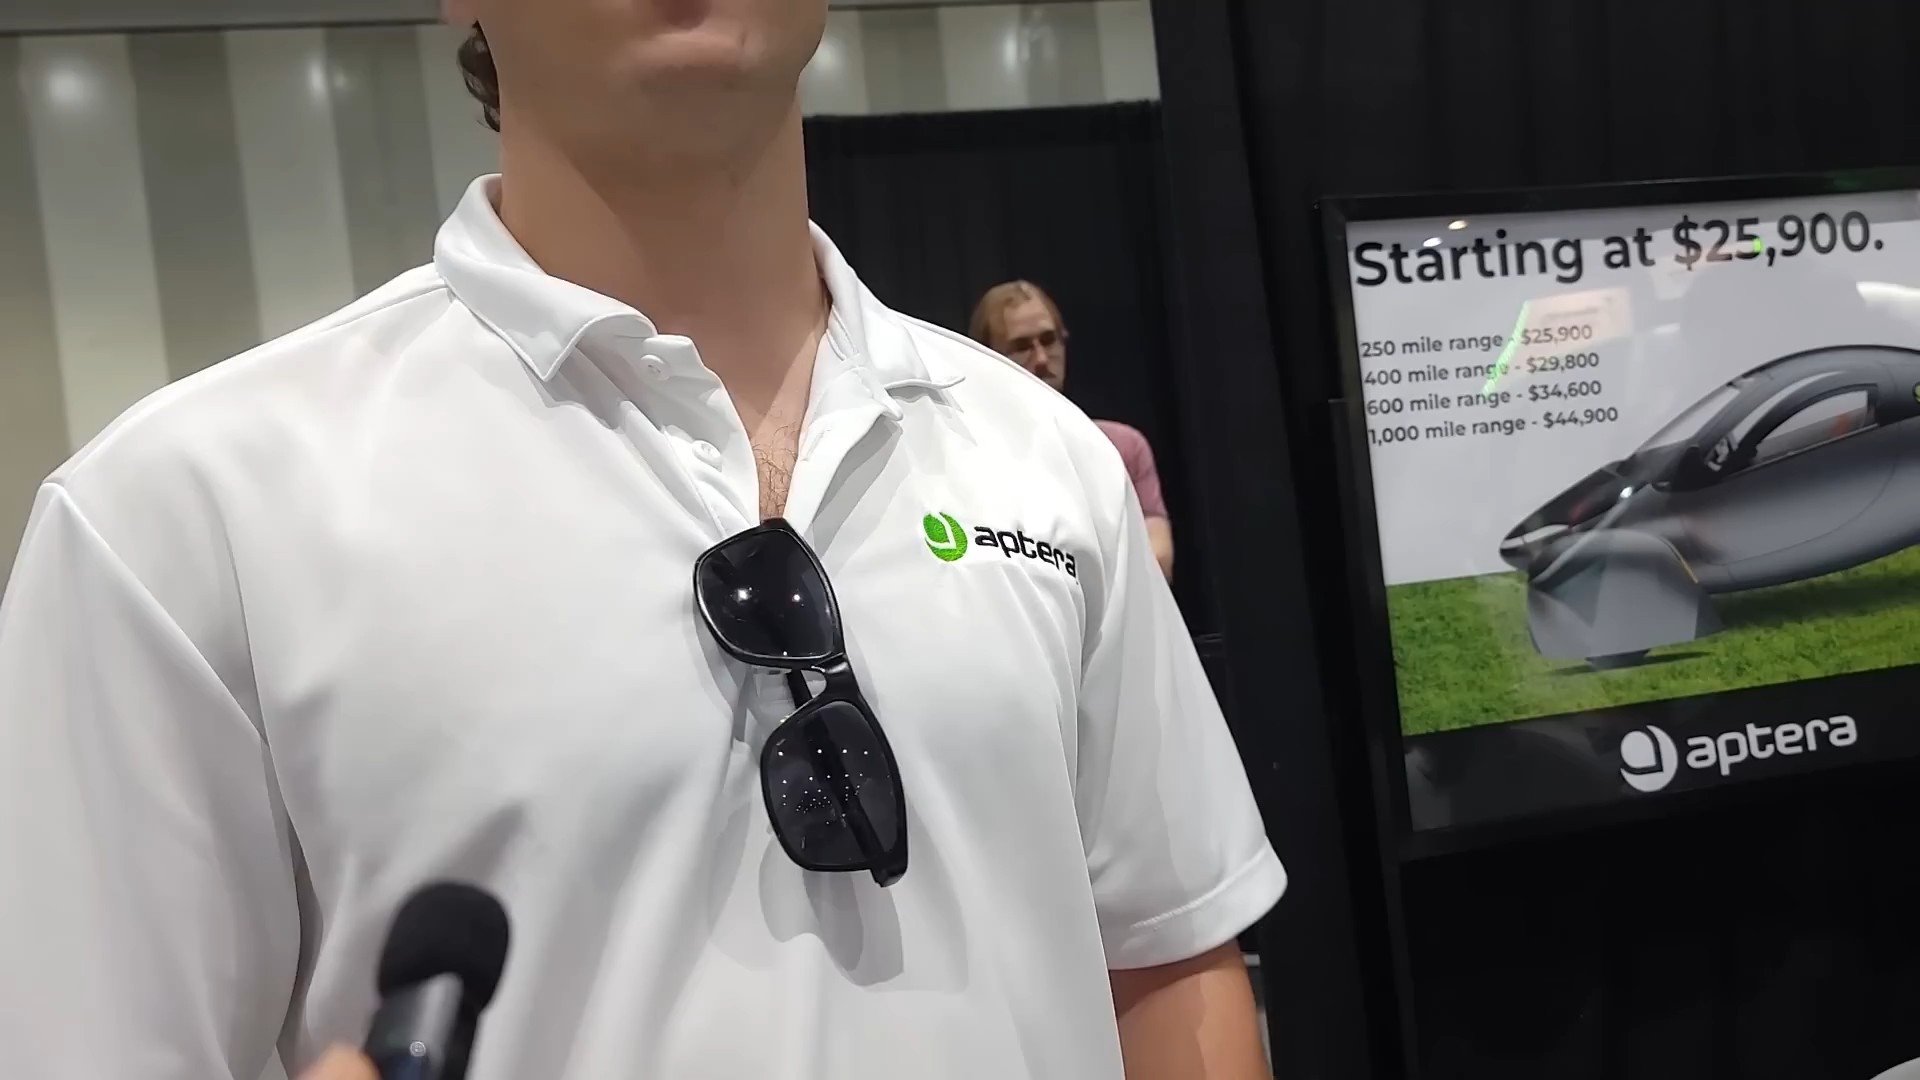 aptera
Starting at $25,900.
250 mile range - $25,900
400 mile range - $29,800
600 mile range - $34,600
1,000 mile range - $44,900
aptera